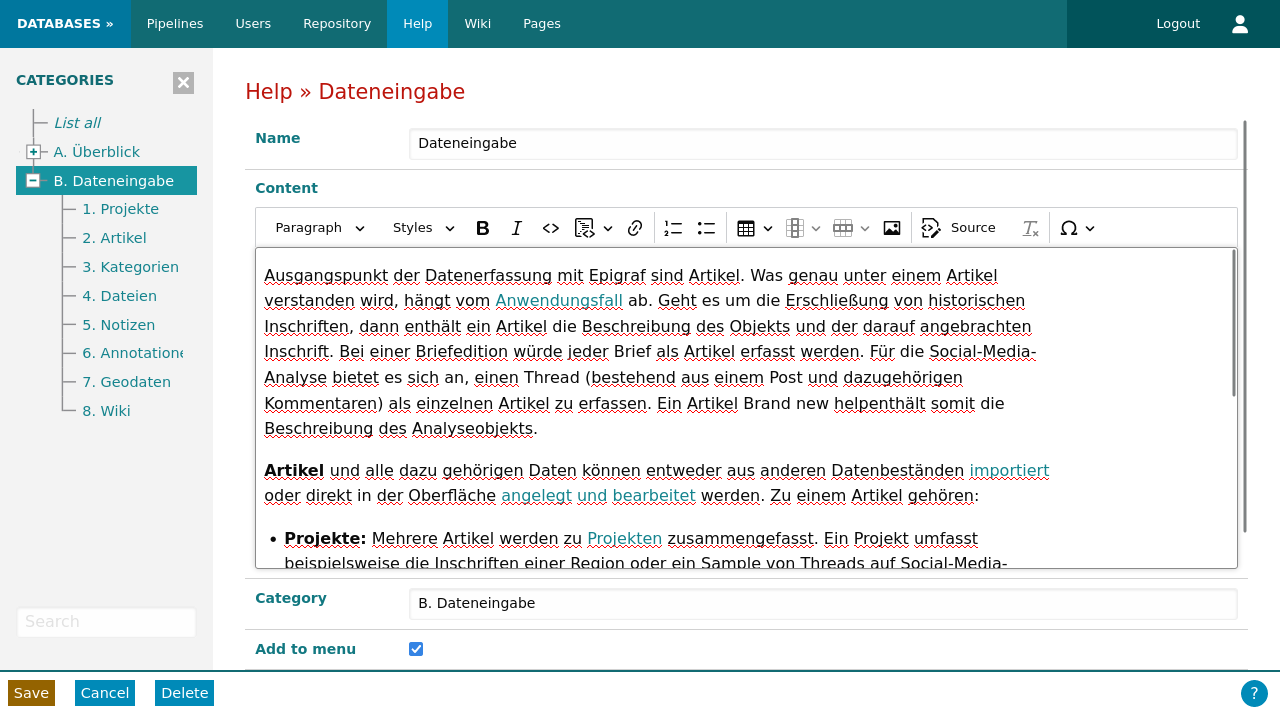 DATABASES »
Pipelines
Users
Repository
Help
Wiki
Pages
Logout
CATEGORIES
List all
A. Überblick
B. Dateneingabe
1. Projekte
2. Artikel
3. Kategorien
4. Dateien
5. Notizen
6. Annotatione
7. Geodaten
8. Wiki
Search
Help » Dateneingabe
Name
Dateneingabe
Content
Paragraph
Styles
Source
Ausgangspunkt der Datenerfassung mit Epigraf sind Artikel. Was genau unter einem Artikel
verstanden wird, hängt vom Anwendungsfall ab. Geht es um die Erschließung von historischen
Inschriften, dann enthält ein Artikel die Beschreibung des Objekts und der darauf angebrachten
Inschrift. Bei einer Briefedition würde jeder Brief als Artikel erfasst werden. Für die Social-Media-
Analyse bietet es sich an, einen Thread (bestehend aus einem Post und dazugehörigen
Kommentaren) als einzelnen Artikel zu erfassen. Ein Artikel Brand new helpenthält somit die
Beschreibung des Analyseobjekts.
Artikel und alle dazu gehörigen Daten können entweder aus anderen Datenbeständen importiert
oder direkt in der Oberfläche angelegt und bearbeitet werden. Zu einem Artikel gehören:
• Projekte: Mehrere Artikel werden zu Projekten zusammengefasst. Ein Projekt umfasst
beispielsweise die Inschriften einer Region oder ein Sample von Threads auf Social-Media-
Category
B. Dateneingabe
Add to menu
Save
Cancel
Delete
?